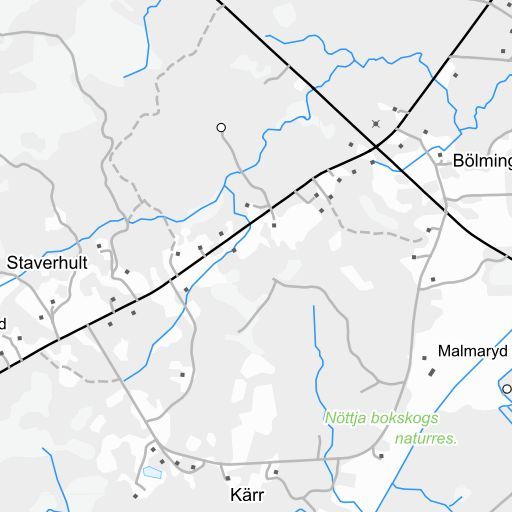 Bölming
Staverhult
d
Malmaryd
Nöttja bokskogs
naturres.
Kärr